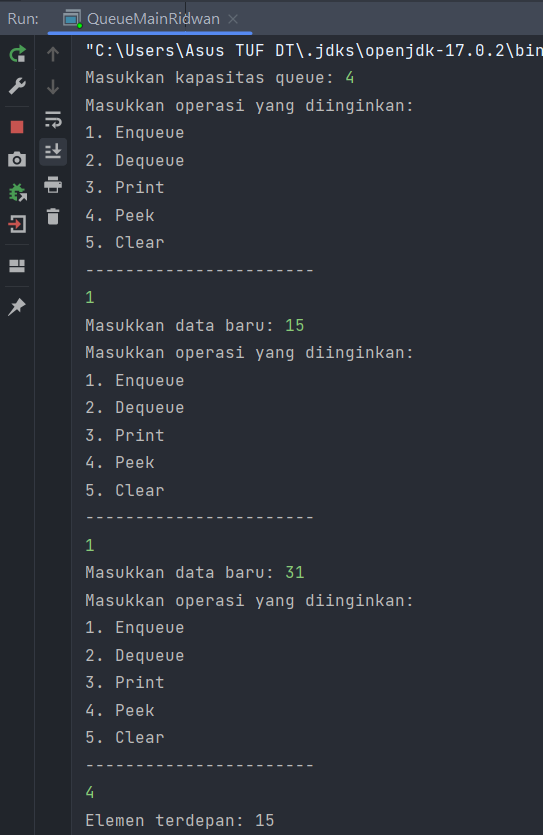 Run: QueueMainRidwan
"C:\Users\Asus TUF DT\.jdks\openjdk-17.0.2\bin
Masukkan kapasitas queue: 4
Masukkan operasi yang diinginkan:
1. Enqueue
2. Dequeue
3. Print
4. Peek
5. Clear
-----------------------
1
Masukkan data baru: 15
Masukkan operasi yang diinginkan:
1. Enqueue
2. Dequeue
3. Print
4. Peek
5. Clear
-----------------------
1
Masukkan data baru: 31
Masukkan operasi yang diinginkan:
1. Enqueue
2. Dequeue
3. Print
4. Peek
5. Clear
-----------------------
4
Elemen terdepan: 15